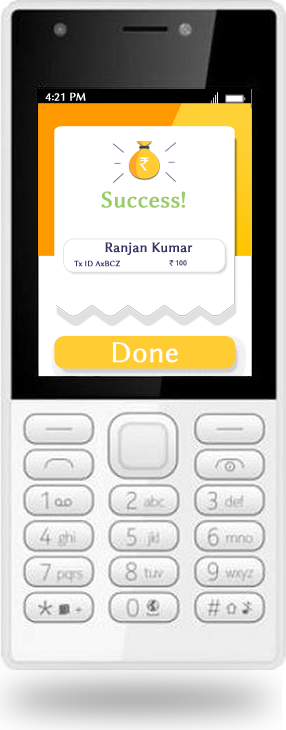 4:21 PM
₹
Success!
Ranjan Kumar
Tx ID AxBCZ ₹ 100
Done
1
2 abc
3 def
4 ghi
5 jkl
6 mno
7 pqrs
8 tuv
9 wxyz
* +
0
#